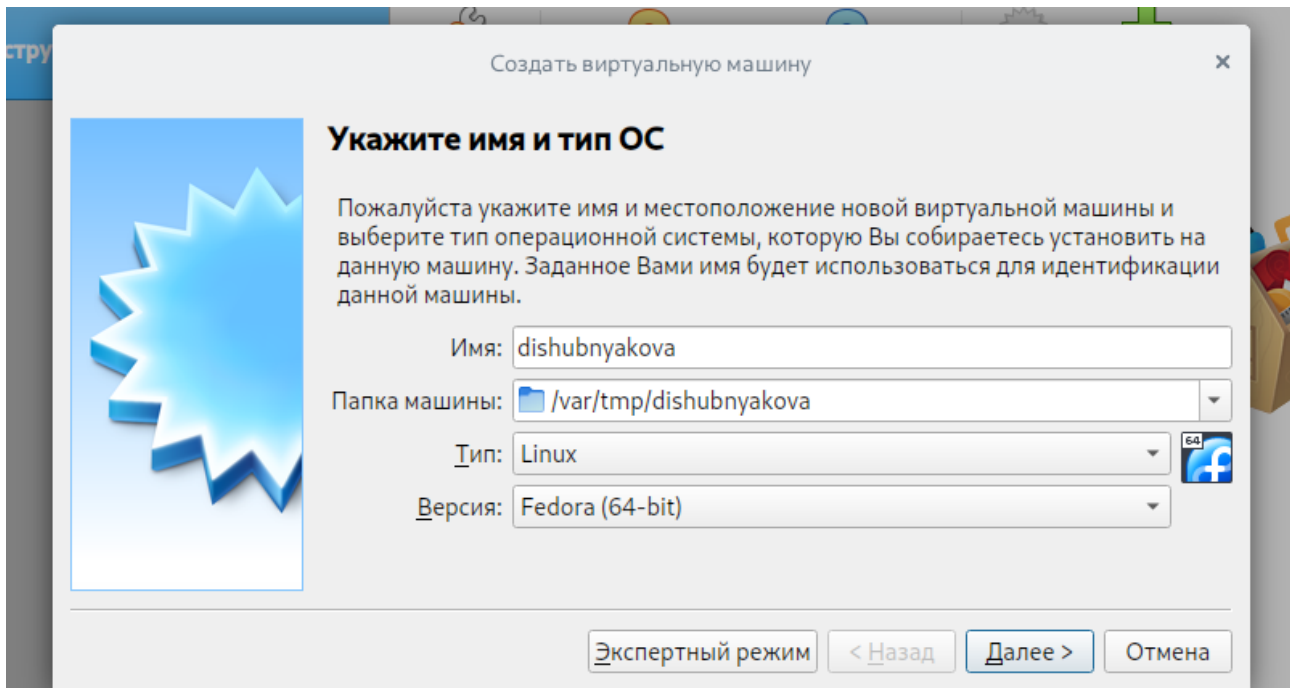 стру
Создать виртуальную машину
Укажите имя и тип ОС
Пожалуйста укажите имя и местоположение новой виртуальной машины и
выберите тип операционной системы, которую Вы собираетесь установить на
данную машину. Заданное Вами имя будет использоваться для идентификации
данной машины.
Имя: dishubnyakova
Папка машины: /var/tmp/dishubnyakova
Тип: Linux 64
Версия: Fedora (64-bit)
Экспертный режим < Назад Далее > Отмена